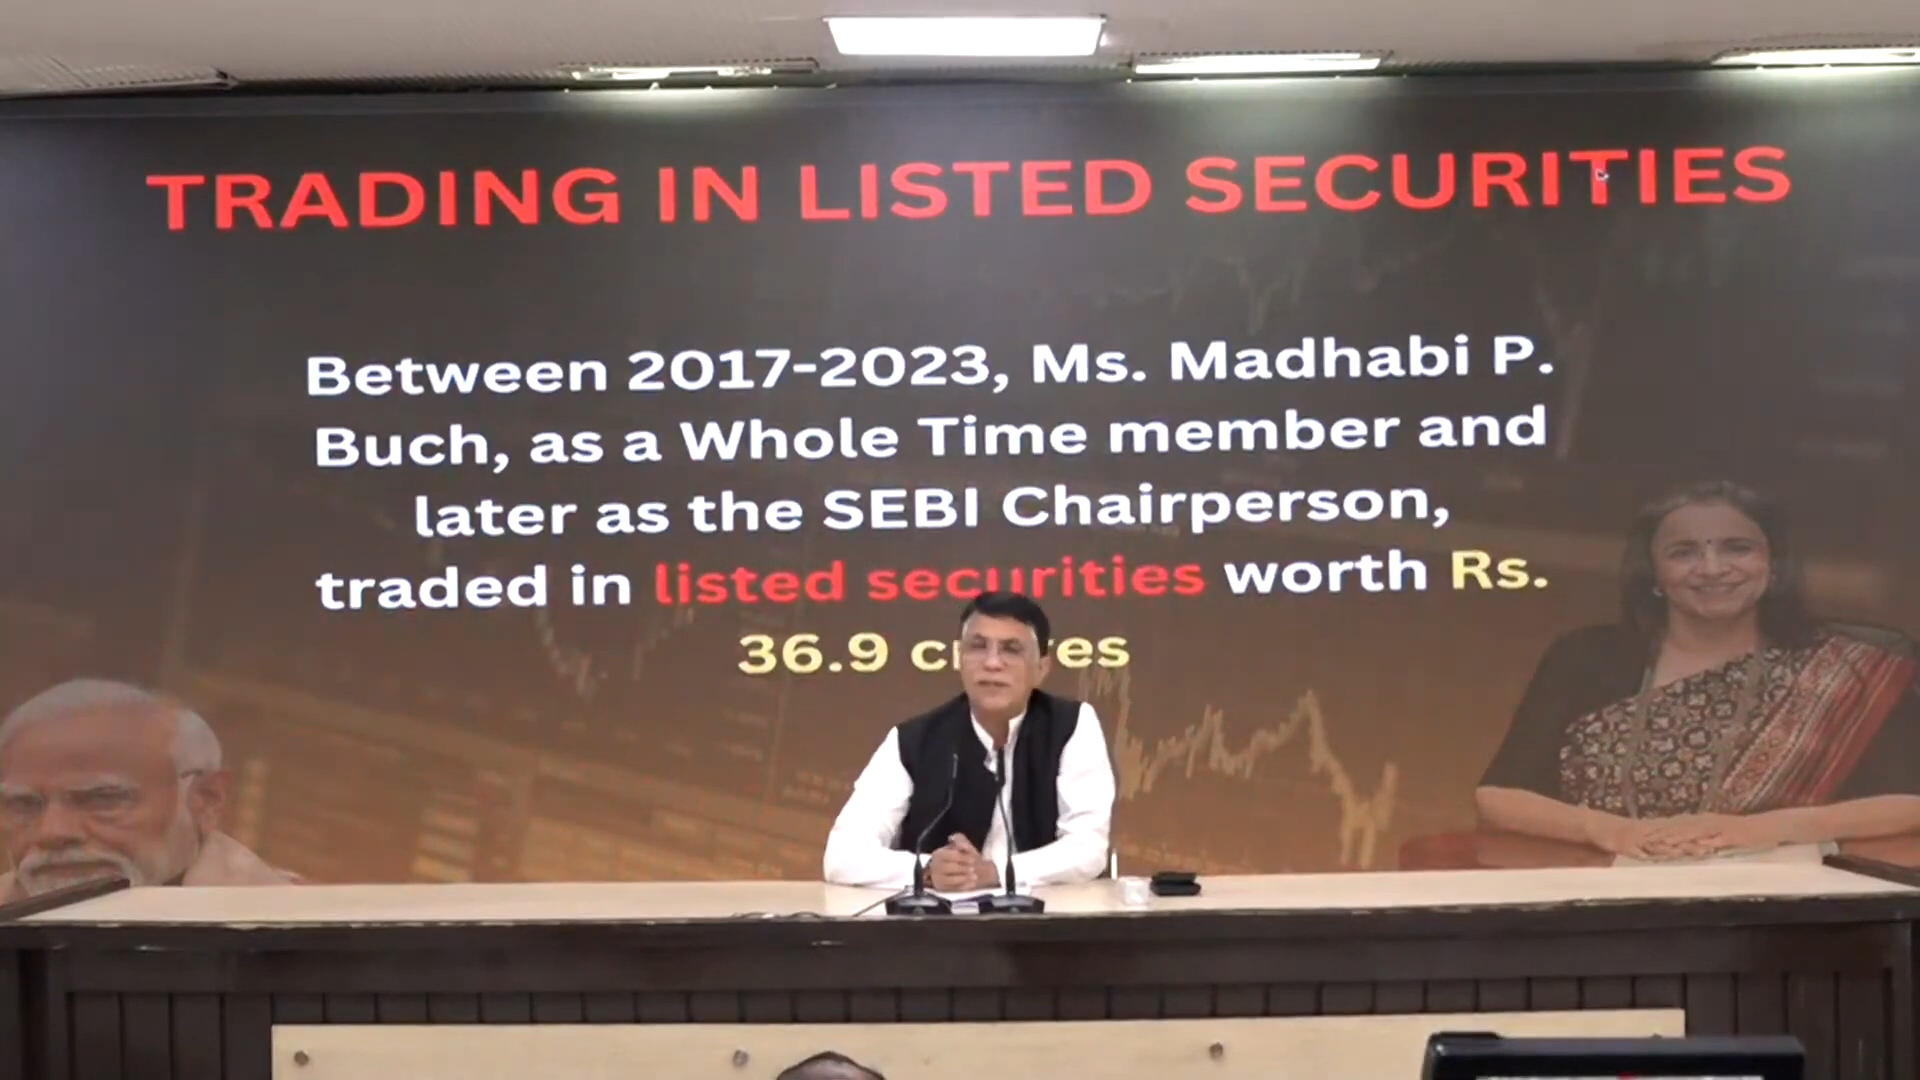 TRADING IN LISTED SECURITIES
Between 2017-2023, Ms. Madhabi P.
Buch, as a Whole Time member and
later as the SEBI Chairperson,
traded in listed securities worth Rs.
36.9